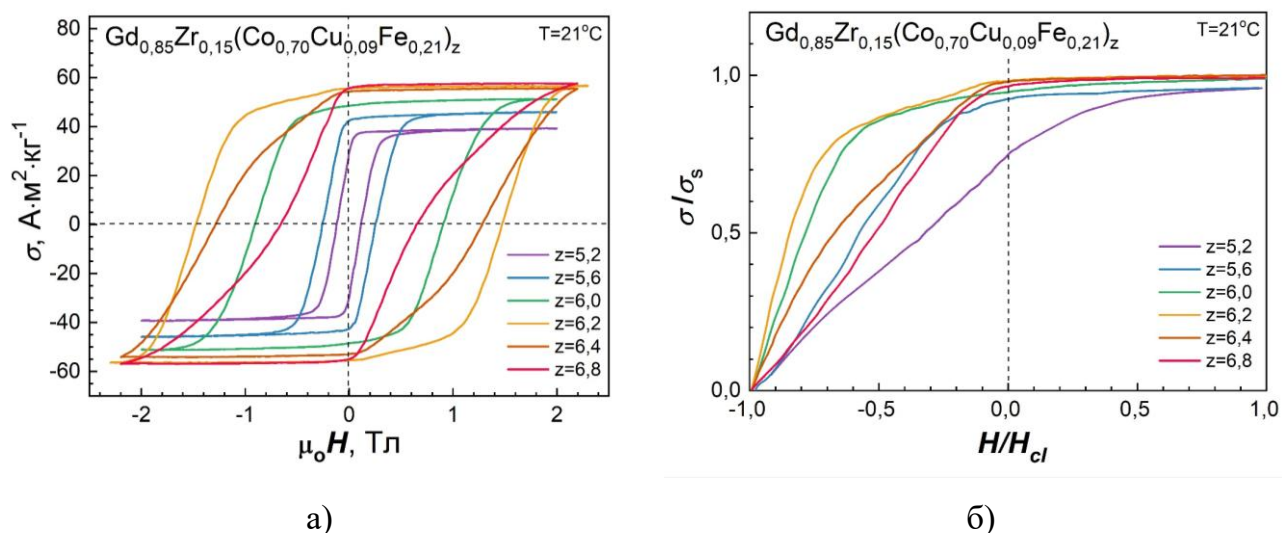 Gd0,85Zr0,15(Co0,70Cu0,09Fe0,21)z
T=21°C
σ, А·м2·кг-1
80
60
40
20
0
-20
-40
-60
-2
-1
0
1
2
μoH, Тл
z=5,2
z=5,6
z=6,0
z=6,2
z=6,4
z=6,8
а)
Gd0,85Zr0,15(Co0,70Cu0,09Fe0,21)z
T=21°C
σ/σs
1,0
0,5
0,0
-1,0
-0,5
0,0
0,5
1,0
H/HcI
z=5,2
z=5,6
z=6,0
z=6,2
z=6,4
z=6,8
б)